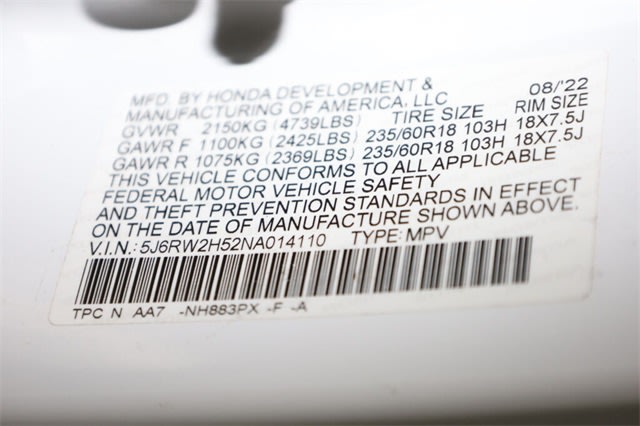 MFD. BY HONDA DEVELOPMENT & 08/'22
MANUFACTURING OF AMERICA, LLC
GVWR 2150KG (4739LBS) TIRE SIZE RIM SIZE
GAWR F 1100KG (2425LBS) 235/60R18 103H 18X7.5J
GAWR R 1075KG (2369LBS) 235/60R18 103H 18X7.5J
THIS VEHICLE CONFORMS TO ALL APPLICABLE
FEDERAL MOTOR VEHICLE SAFETY
AND THEFT PREVENTION STANDARDS IN EFFECT
ON THE DATE OF MANUFACTURE SHOWN ABOVE.
V.I.N.: 5J6RW2H52NA014110 TYPE: MPV
TPC N AA7 -NH883PX -F -A